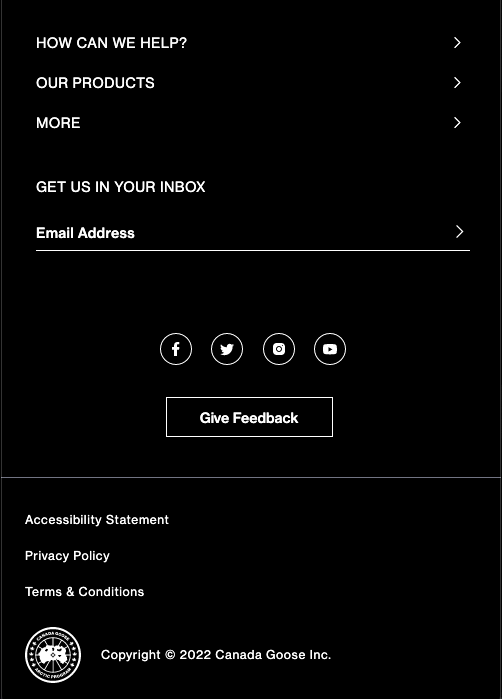 HOW CAN WE HELP?
OUR PRODUCTS
MORE
GET US IN YOUR INBOX
Email Address
Give Feedback
Accessibility Statement
Privacy Policy
Terms & Conditions
CANADA GOOSE
ARCTIC PROGRAM
Copyright © 2022 Canada Goose Inc.